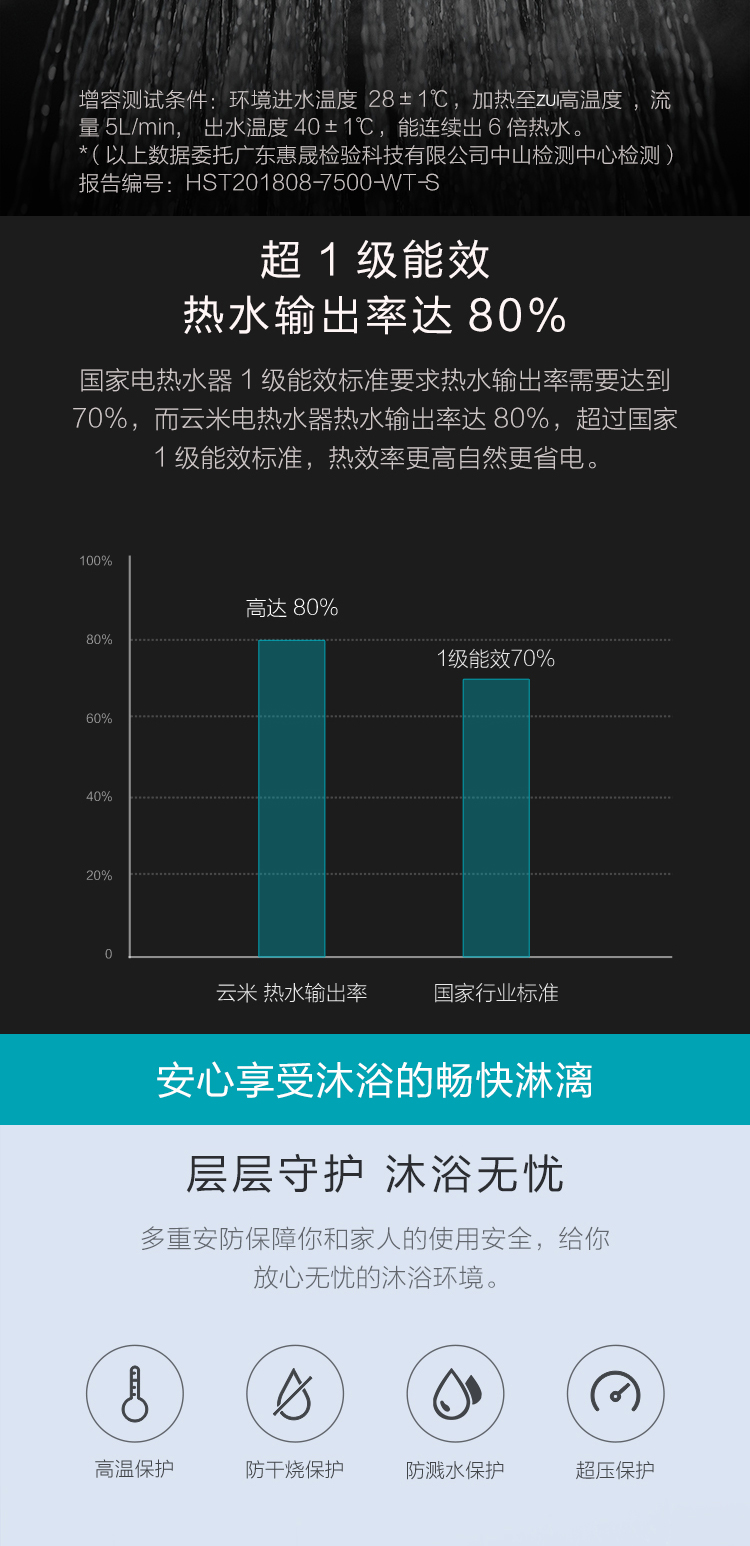 增容测试条件：环境进水温度 28±1℃，加热至zui高温度，流
量5L/min， 出水温度40±1℃，能连续出6倍热水。
*（以上数据委托广东惠晟检验科技有限公司中山检测中心检测）
报告编号：HST201808-7500-WT-S
超1级能效
热水输出率达80%
国家电热水器1级能效标准要求热水输出率需要达到
70%，而云米电热水器热水输出率达80%，超过国家
1级能效标准，热效率更高自然更省电。
100%
高达 80%
80%
1级能效70%
60%
40%
20%
0
云米 热水输出率 国家行业标准
安心享受沐浴的畅快淋漓
层层守护 沐浴无忧
多重安防保障你和家人的使用安全，给你
放心无忧的沐浴环境。
高温保护 防干烧保护 防溅水保护 超压保护